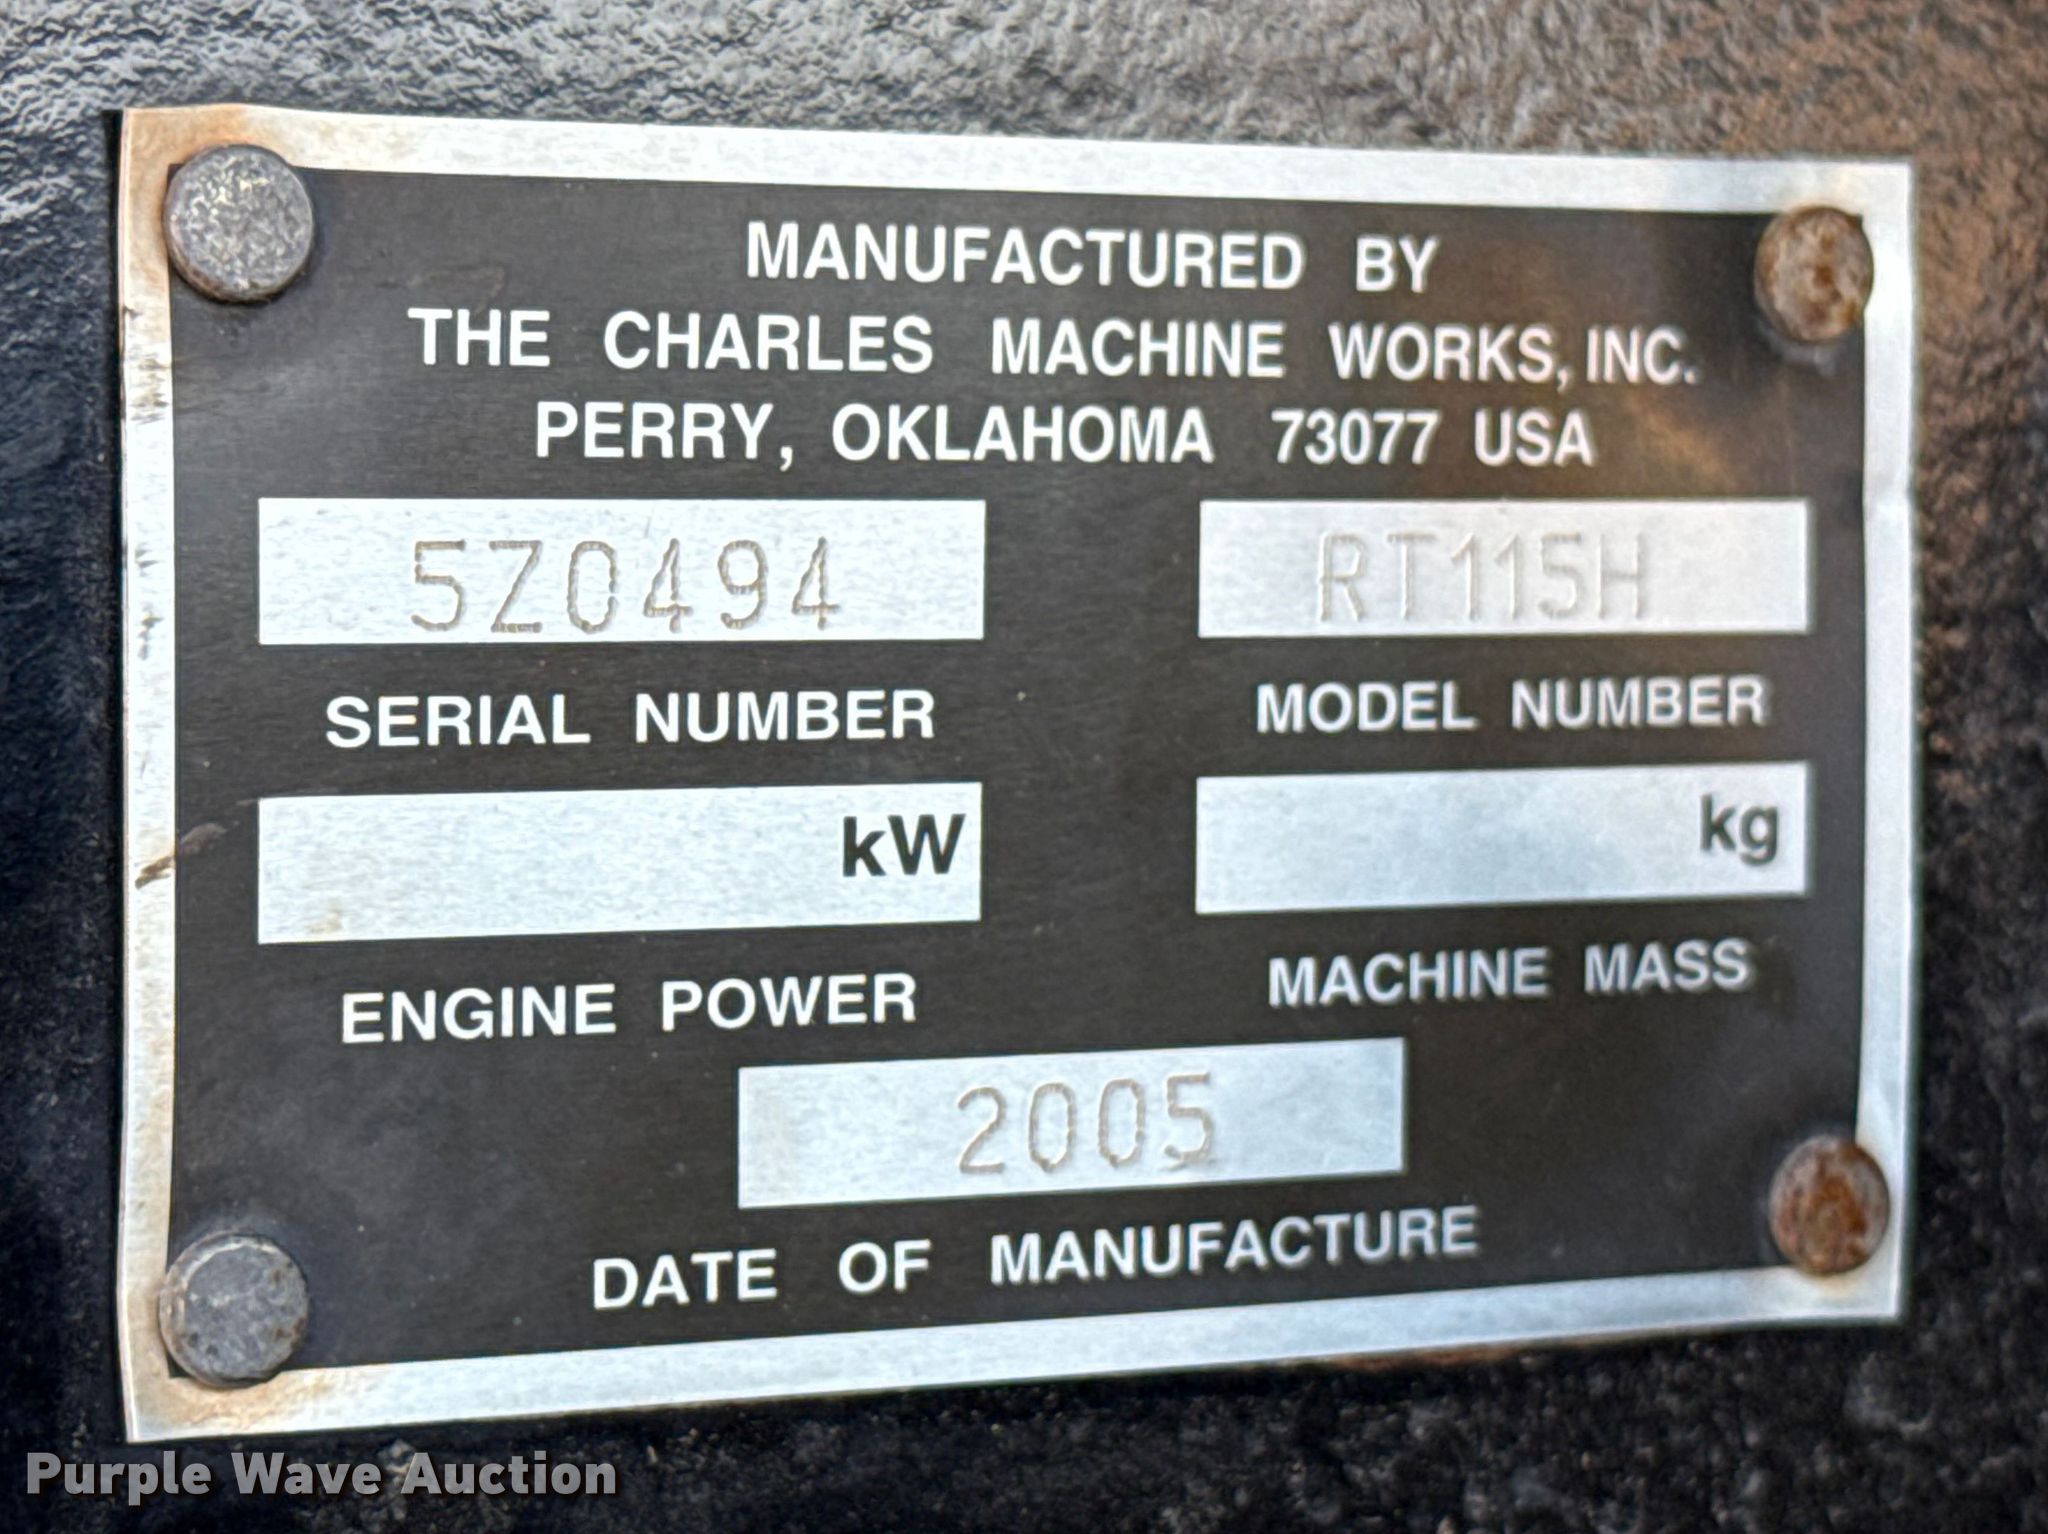 MANUFACTURED BY
THE CHARLES MACHINE WORKS, INC.
PERRY, OKLAHOMA 73077 USA
5Z0494 RT115H
SERIAL NUMBER MODEL NUMBER
kW kg
ENGINE POWER MACHINE MASS
2005
DATE OF MANUFACTURE
Purple Wave Auction